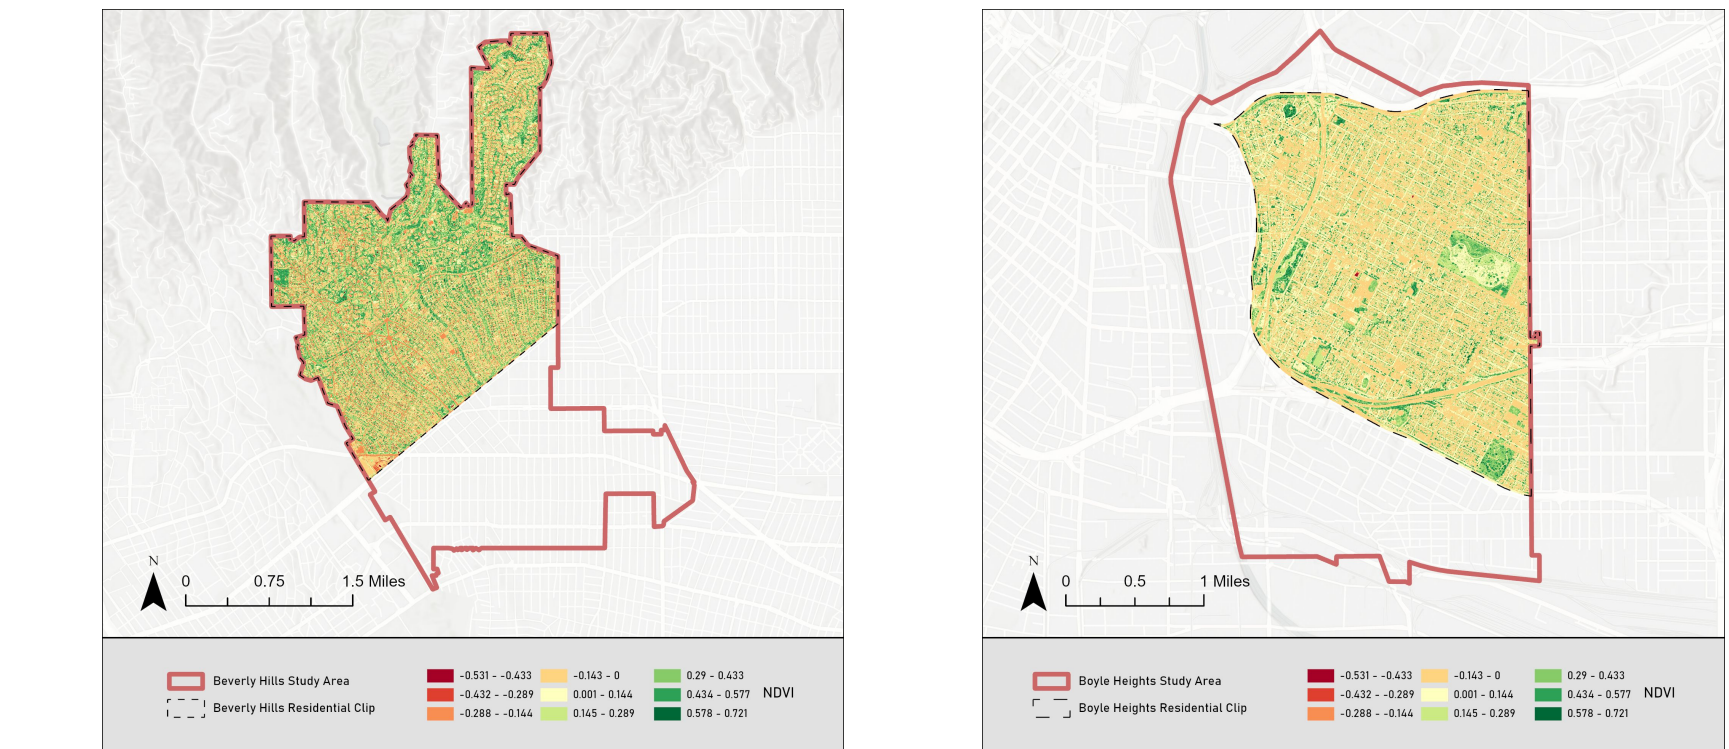 N
0 0.75 1.5 Miles
Beverly Hills Study Area
Beverly Hills Residential Clip
-0.531 - -0.433
-0.432 - -0.289
-0.288 - -0.144
-0.143 - 0
0.001 - 0.144
0.145 - 0.289
0.29 - 0.433
0.434 - 0.577
0.578 - 0.721
NDVI
N
0 0.5 1 Miles
Boyle Heights Study Area
Boyle Heights Residential Clip
-0.531 - -0.433
-0.432 - -0.289
-0.288 - -0.144
-0.143 - 0
0.001 - 0.144
0.145 - 0.289
0.29 - 0.433
0.434 - 0.577
0.578 - 0.721
NDVI